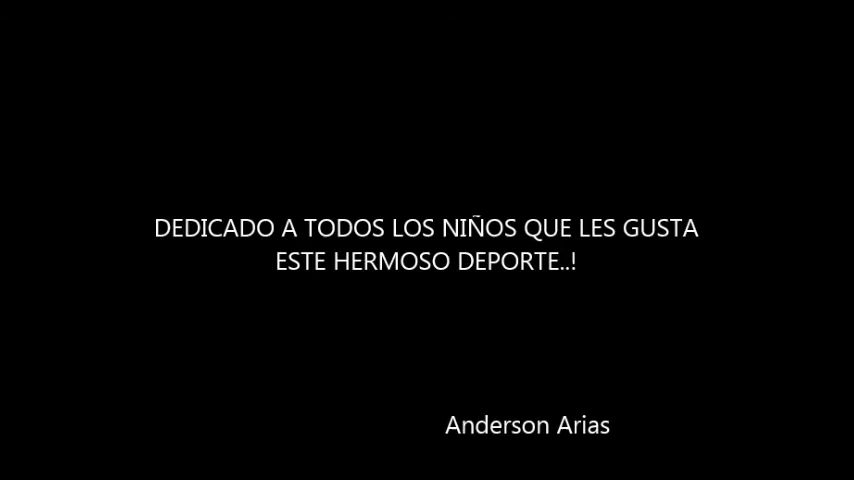 DEDICADO A TODOS LOS NIÑOS QUE LES GUSTA
ESTE HERMOSO DEPORTE..!
Anderson Arias